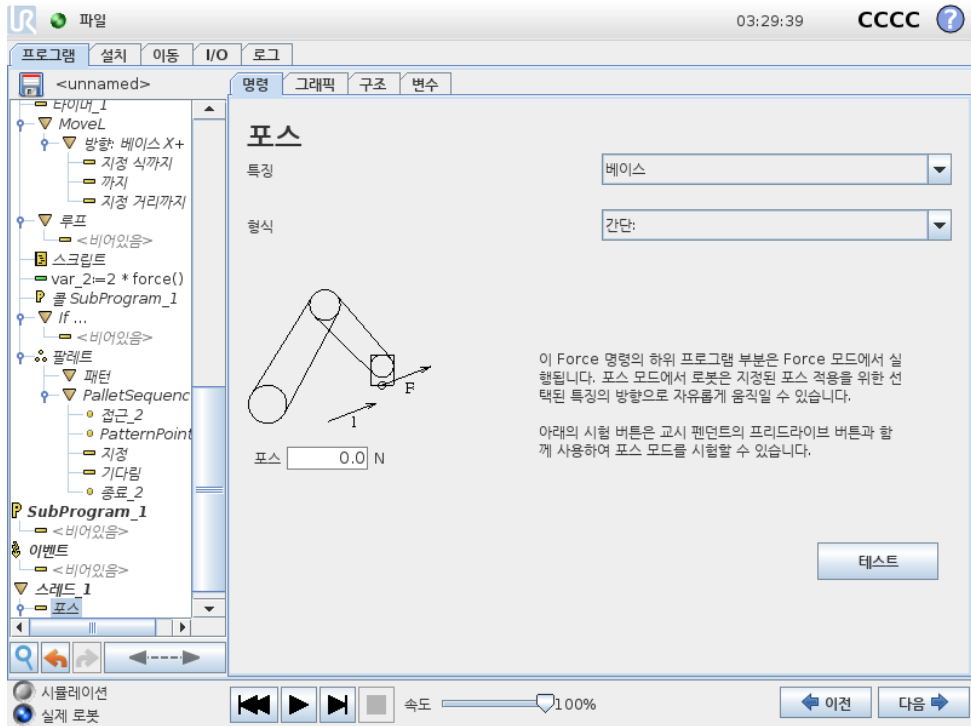 UR 파일 03:29:39 CCCC ?
프로그램 설치 이동 I/O 로그
<unnamed>
명령 그래픽 구조 변수
타이머_1
MoveL
방향: 베이스 X+
지정 식까지
까지
지정 거리까지
루프
<비어있음>
스크립트
var_2:=2 * force()
P 콜 SubProgram_1
If ...
<비어있음>
팔레트
패턴
PalletSequenc
접근_2
PatternPoint
지정
기다림
종료_2
P SubProgram_1
<비어있음>
이벤트
<비어있음>
스레드_1
포스
포스
특징 베이스
형식 간단:
F
1
포스 0.0 N
이 Force 명령의 하위 프로그램 부분은 Force 모드에서 실
행됩니다. 포스 모드에서 로봇은 지정된 포스 적용을 위한 선
택된 특징의 방향으로 자유롭게 움직일 수 있습니다.
아래의 시험 버튼은 교시 펜던트의 프리드라이브 버튼과 함
께 사용하여 포스 모드를 시험할 수 있습니다.
테스트
시뮬레이션
실제 로봇
속도 100%
이전 다음